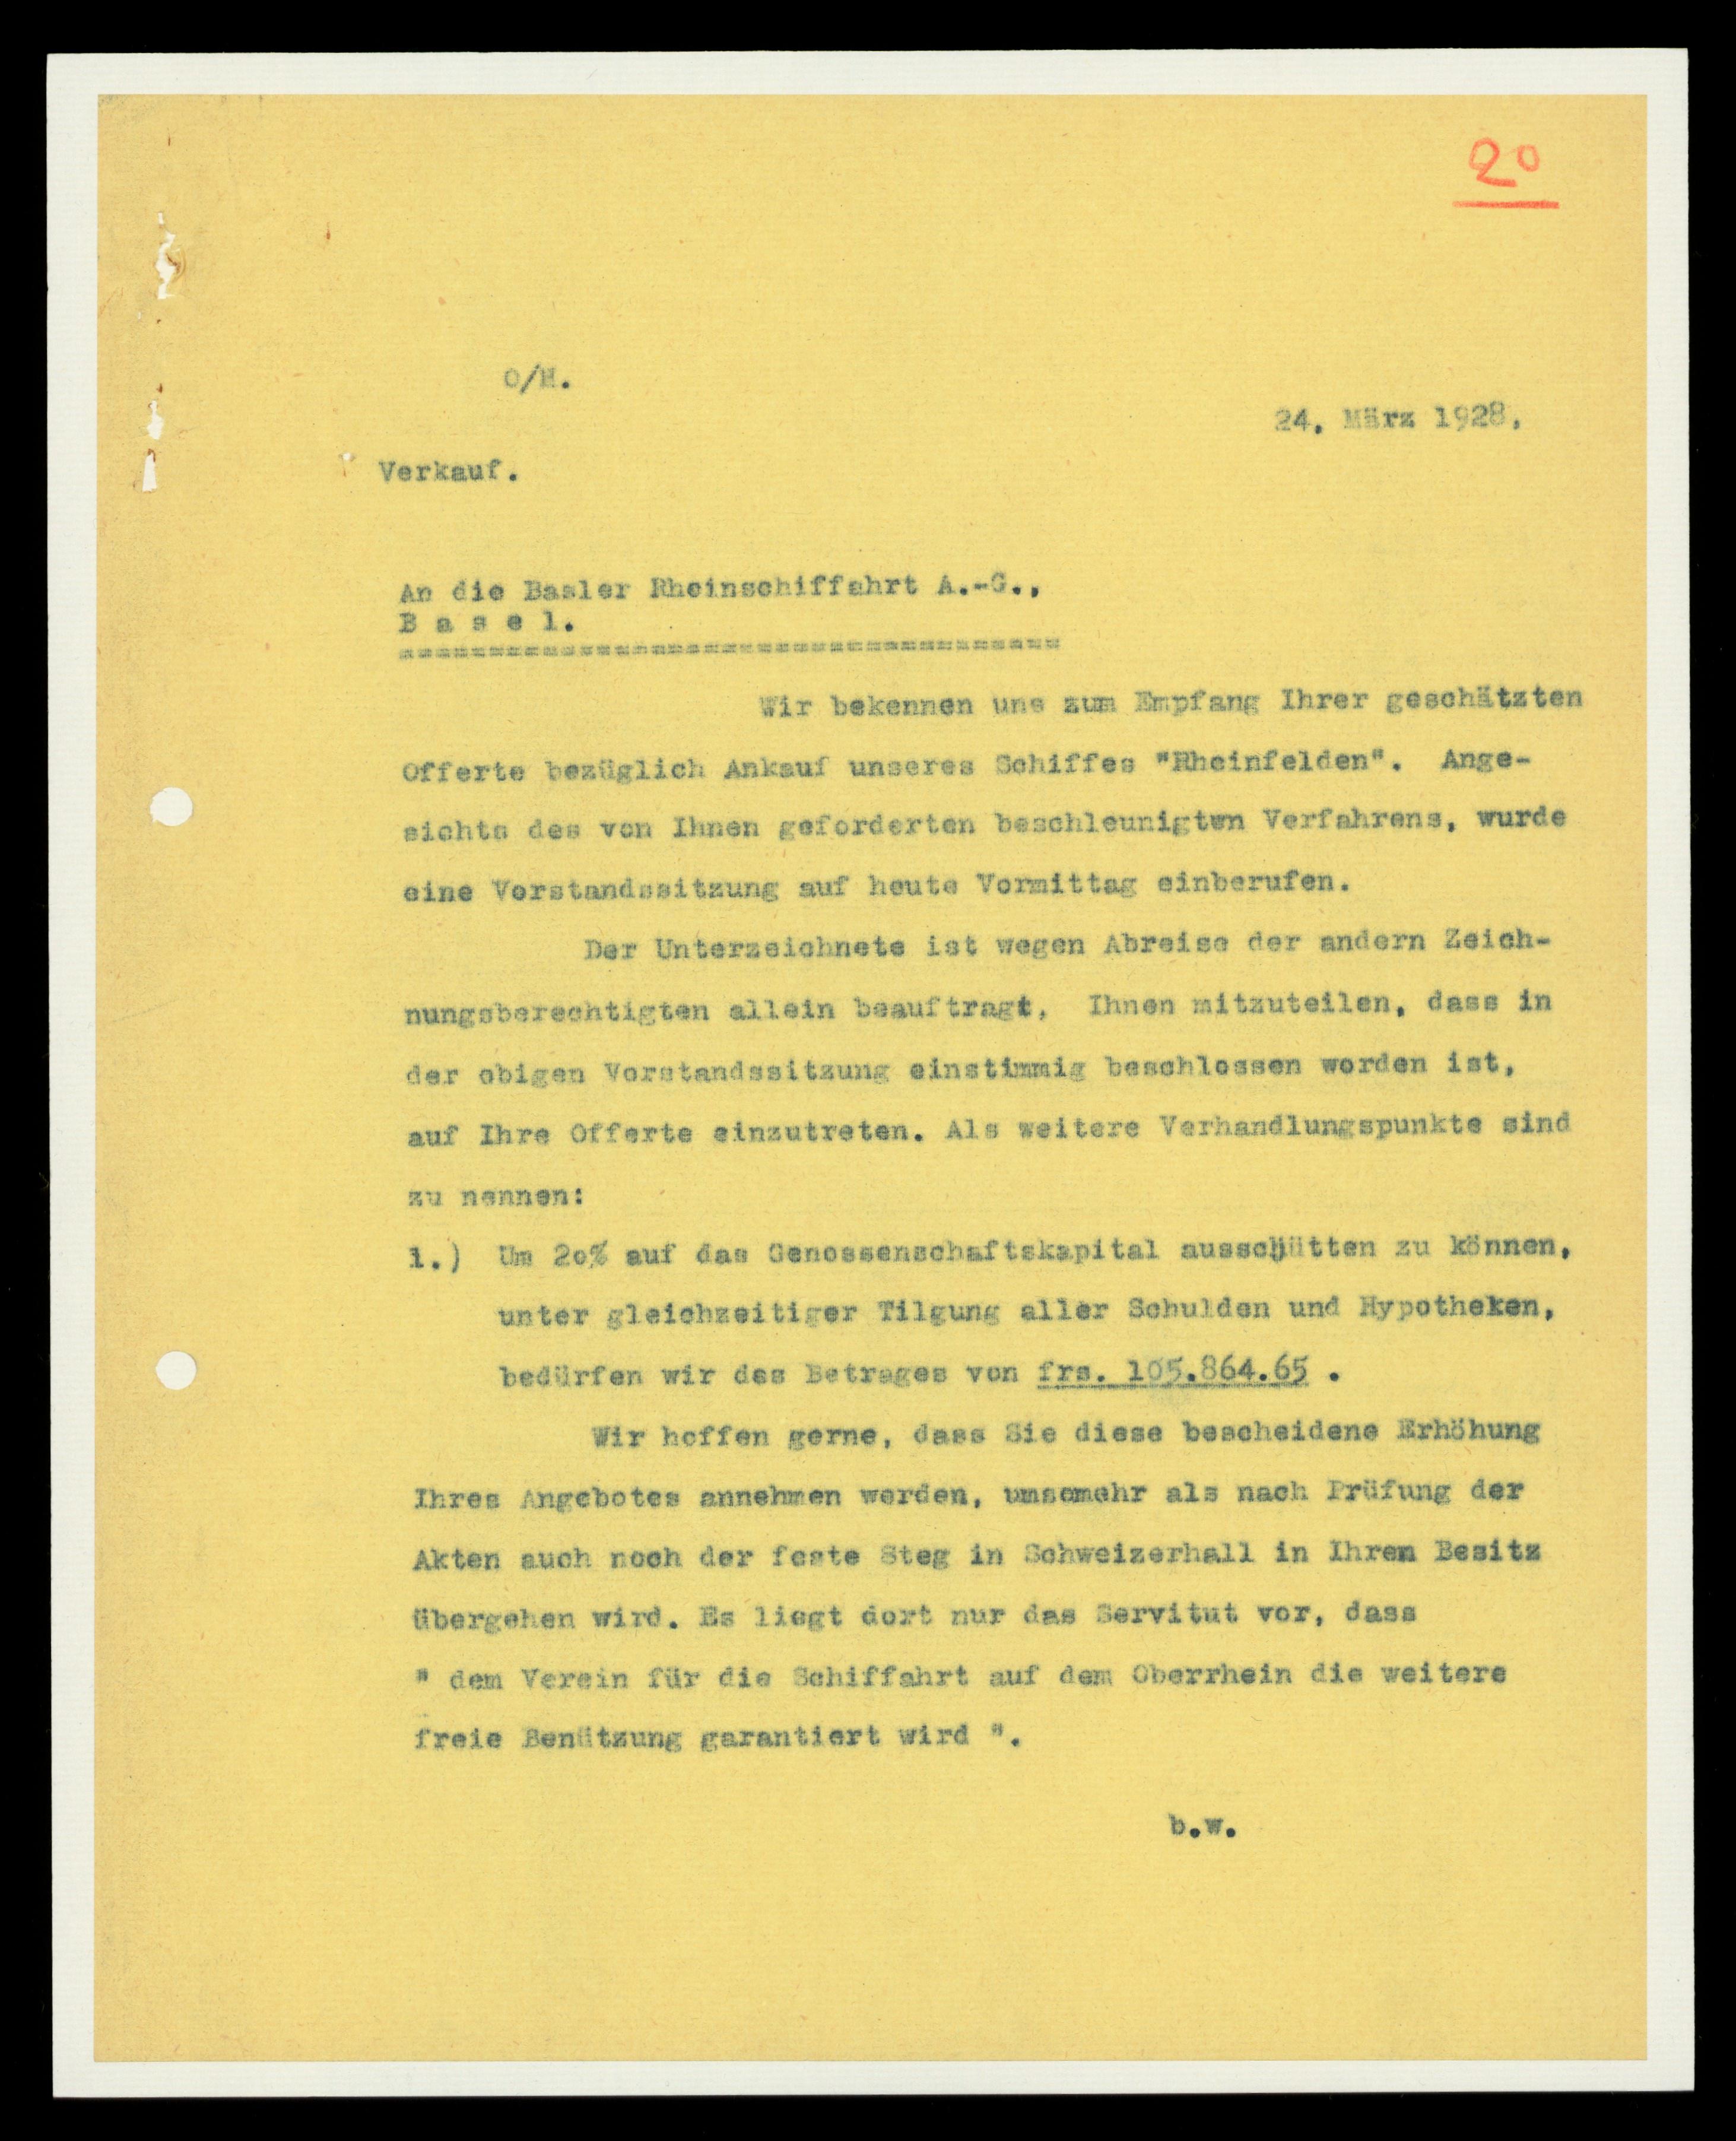 20
O/H.
24. März 1928.
Verkauf.
An die Basler Rheinschiffahrt A.-G.,
B a s e l.
=====================================
Wir bekennen uns zum Empfang Ihrer geschätzten
Offerte bezüglich Ankauf unseres Schiffes "Rheinfelden". Ange-
sichts des von Ihnen geforderten beschleunigten Verfahrens, wurde
eine Vorstandssitzung auf heute Vormittag einberufen.
Der Unterzeichnete ist wegen Abreise der andern Zeich-
nungsberechtigten allein beauftragt, Ihnen mitzuteilen, dass in
der obigen Vorstandssitzung einstimmig beschlossen worden ist,
auf Ihre Offerte einzutreten. Als weitere Verhandlungspunkte sind
zu nennen:
1.) Um 2o% auf das Genossenschaftskapital ausschütten zu können,
unter gleichzeitiger Tilgung aller Schulden und Hypotheken,
bedürfen wir des Betrages von frs. 105.864.65 .
Wir hoffen gerne, dass Sie diese bescheidene Erhöhung
Ihres Angebotes annehmen werden, umsomehr als nach Prüfung der
Akten auch noch der feste Steg in Schweizerhall in Ihren Besitz
übergehen wird. Es liegt dort nur das Servitut vor, dass
" dem Verein für die Schiffahrt auf dem Oberrhein die weitere
freie Benützung garantiert wird ".
b.w.